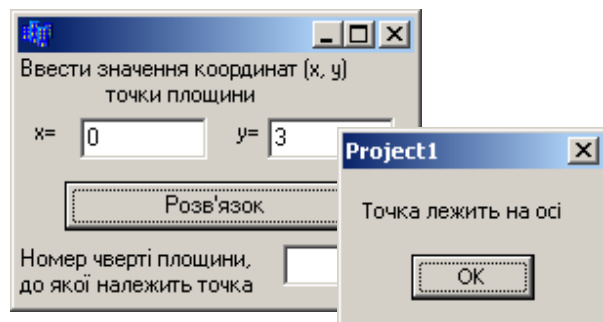 Ввести значення координат (x, y)
точки площини
x= 0 y= 3
Розв'язок
Номер чверті площини,
до якої належить точка
Project1
Точка лежить на осі
OK